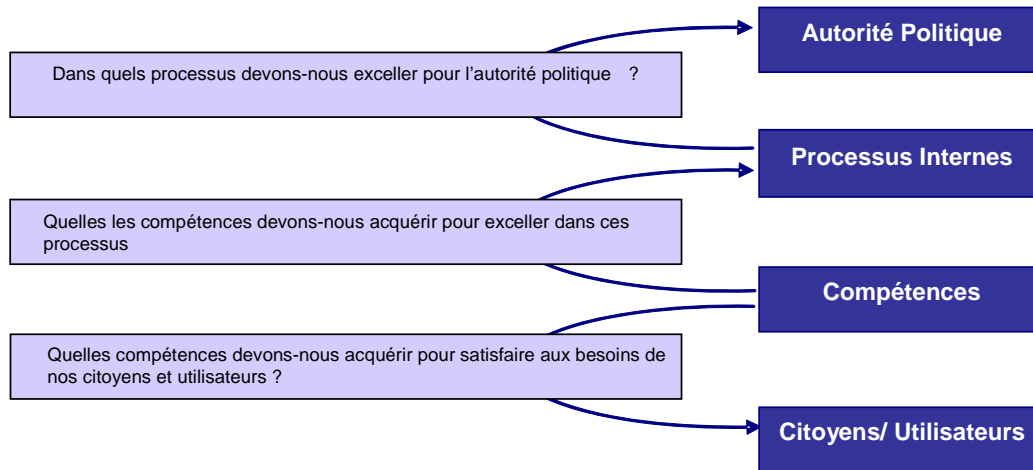 Autorité Politique
Dans quels processus devons-nous exceller pour l'autorité politique ?
Processus Internes
Quelles les compétences devons-nous acquérir pour exceller dans ces
processus
Compétences
Quelles compétences devons-nous acquérir pour satisfaire aux besoins de
nos citoyens et utilisateurs ?
Citoyens/ Utilisateurs